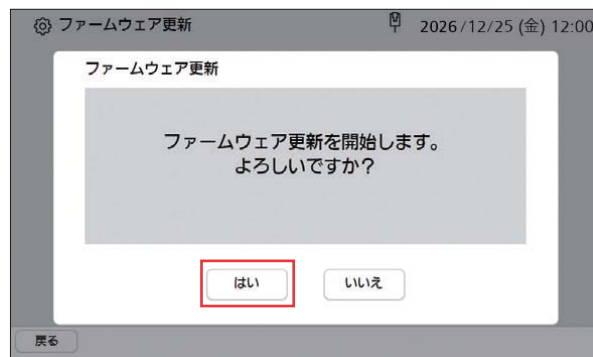 ファームウェア更新
2026/12/25 (金) 12:00
ファームウェア更新
ファームウェア更新を開始します。
よろしいですか？
はい
いいえ
戻る